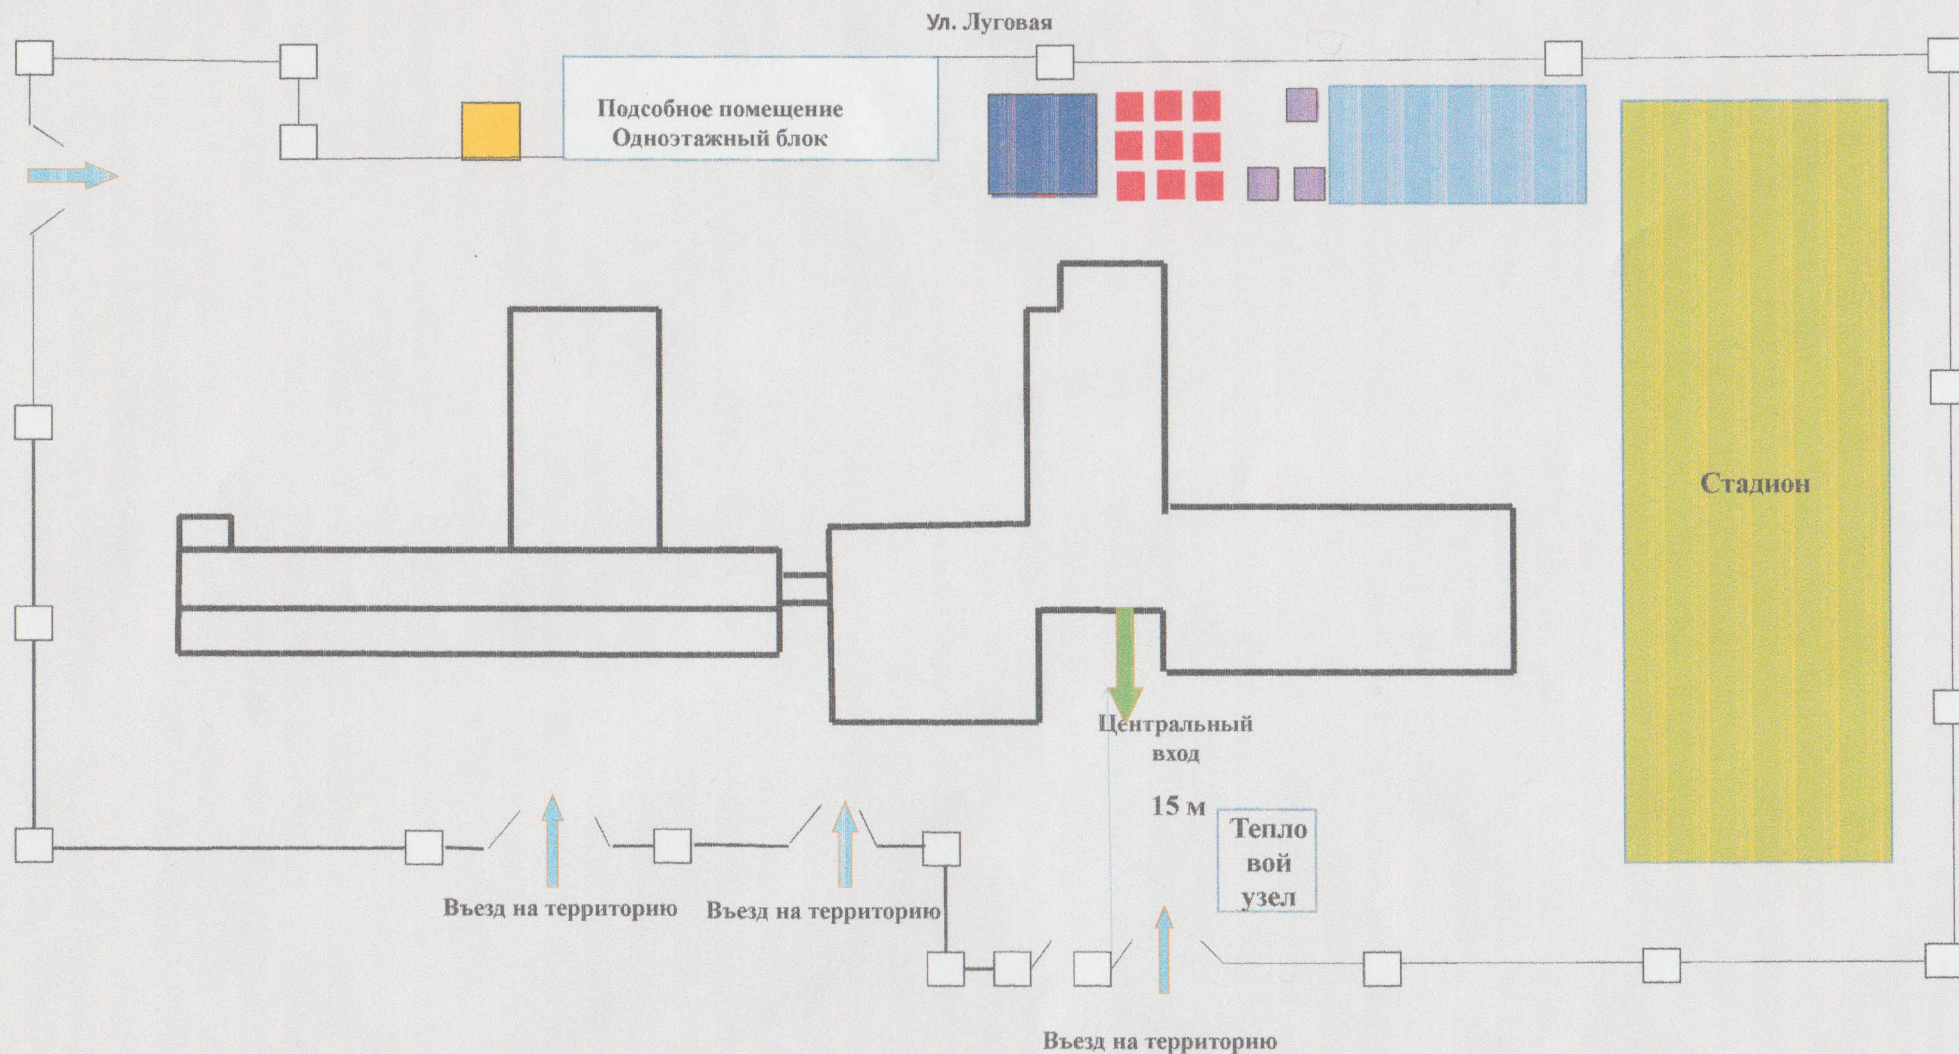 Ул. Луговая
Подсобное помещение
Одноэтажный блок
Стадион
Центральный
вход
15 м
Тепло
вой
узел
Въезд на территорию
Въезд на территорию
Въезд на территорию